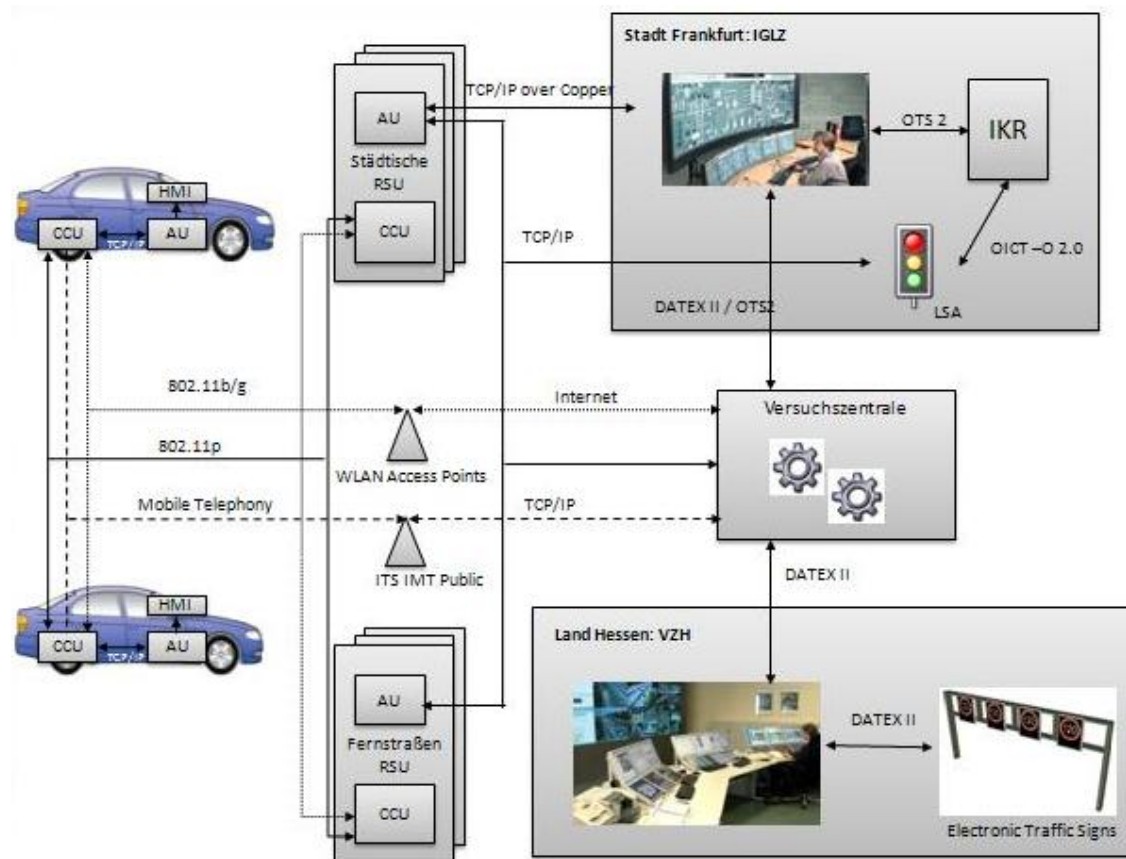 Stadt Frankfurt: IGLZ
TCP/IP over Copper
AU
OTS 2
IKR
Städtische
RSU
HMI
CCU
TCP/IP
AU
CCU
TCP/IP
OICT –O 2.0
DATEX II / OTS2
LSA
802.11b/g
Internet
Versuchszentrale
802.11p
WLAN Access Points
Mobile Telephony
TCP/IP
ITS IMT Public
DATEX II
HMI
CCU
TCP/IP
AU
Land Hessen: VZH
AU
DATEX II
Fernstraßen
RSU
CCU
Electronic Traffic Signs